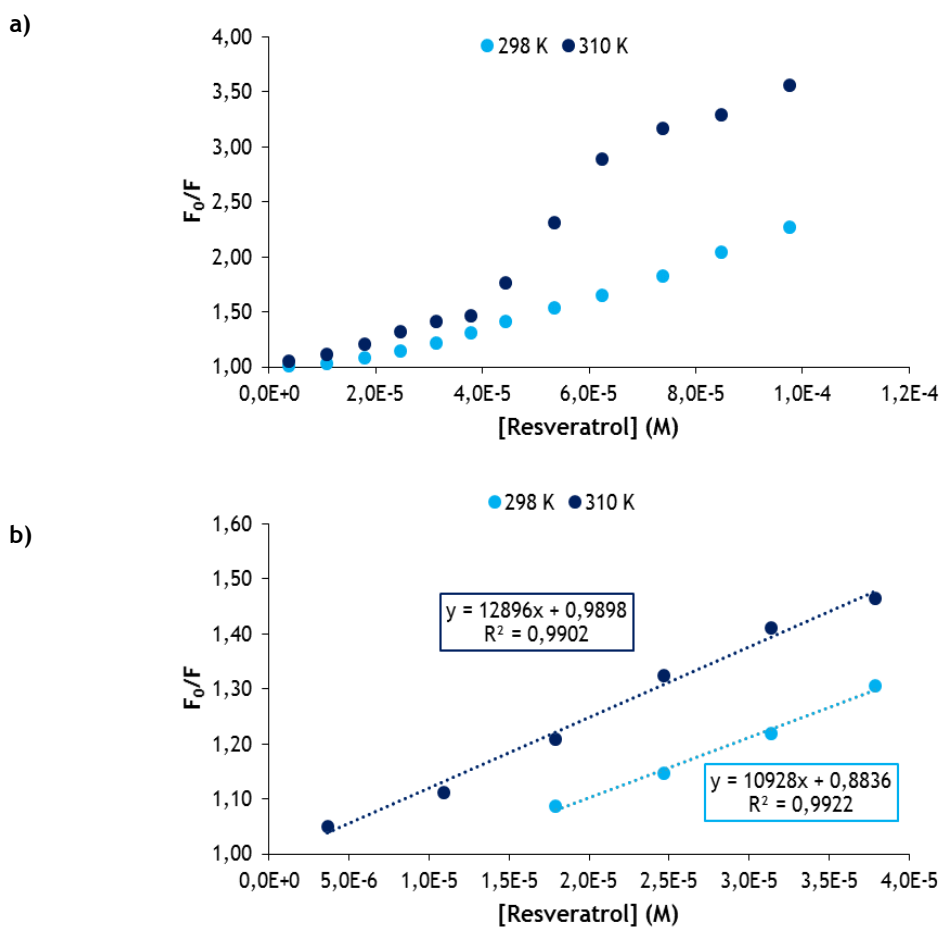 a)
298 K 310 K
4,00
3,50
3,00
2,50
2,00
1,50
1,00
F₀/F
0,0E+0 2,0E-5 4,0E-5 6,0E-5 8,0E-5 1,0E-4 1,2E-4
[Resveratrol] (M)
b)
298 K 310 K
1,60
1,50
1,40
1,30
1,20
1,10
1,00
F₀/F
y = 12896x + 0,9898
R² = 0,9902
y = 10928x + 0,8836
R² = 0,9922
0,0E+0 5,0E-6 1,0E-5 1,5E-5 2,0E-5 2,5E-5 3,0E-5 3,5E-5 4,0E-5
[Resveratrol] (M)